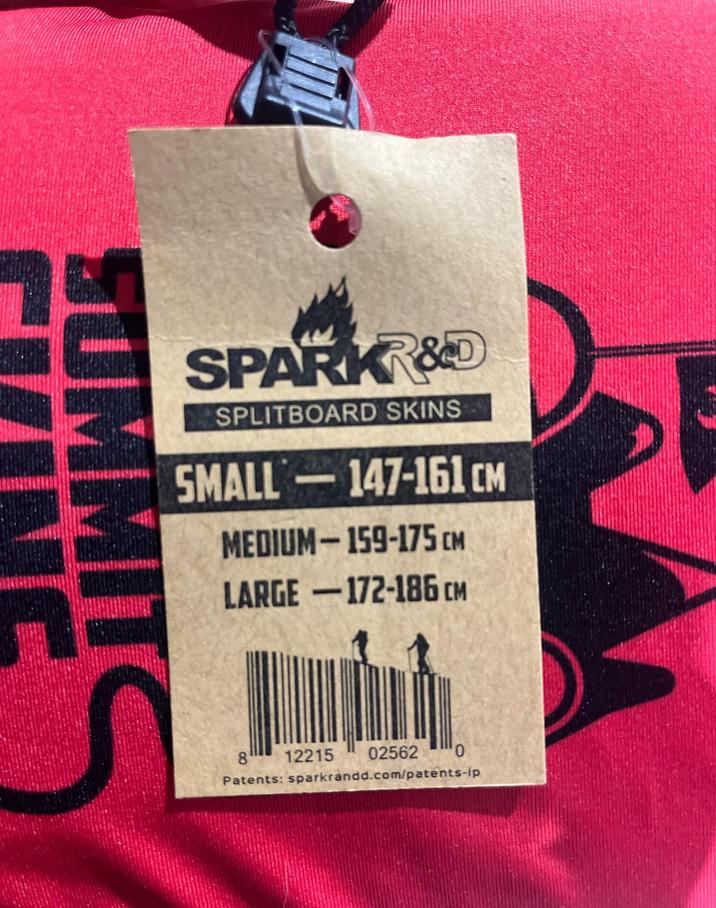 SPARK R&D
SPLITBOARD SKINS
SMALL — 147-161 CM
MEDIUM — 159-175 CM
LARGE — 172-186 CM
8 12215 02562 0
Patents: sparkrandd.com/patents-ip
SUMMIT